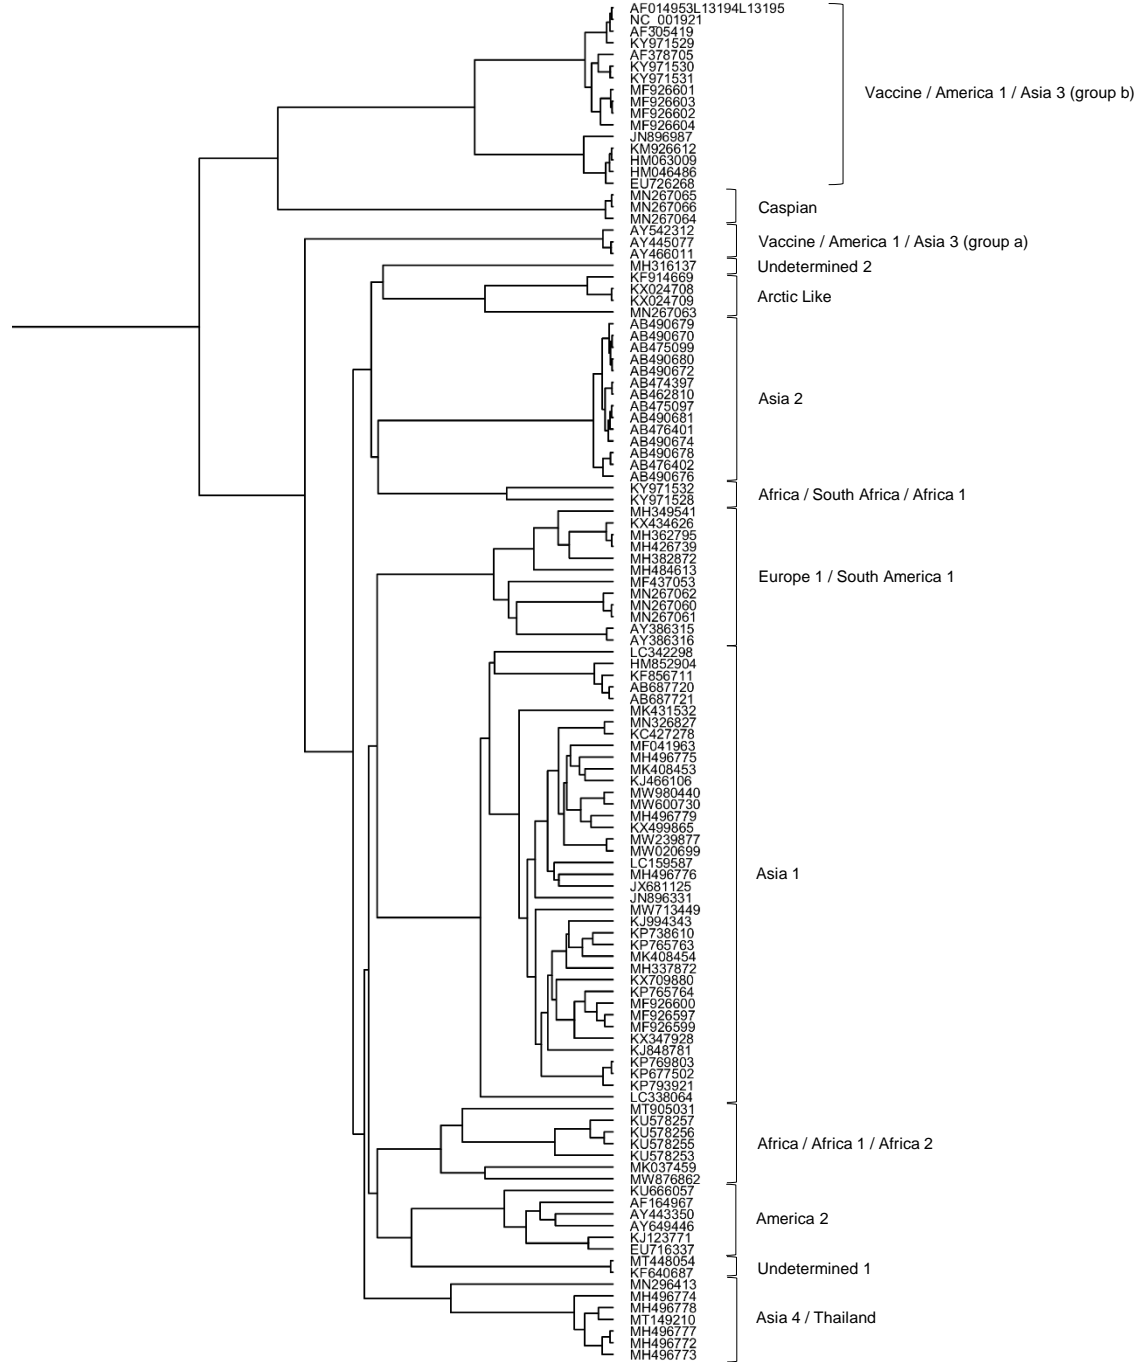 AF014953L13194L13195
NC_001921
AF305419
KY971529
AF378705
KY971530
KY971531
MF926601
MF926603
MF926602
MF926604
JN896987
KM926612
HM063009
HM046486
EU726268
Vaccine / America 1 / Asia 3 (group b)
MN267065
MN267066
MN267064
Caspian
AY542312
AY445077
AY466011
Vaccine / America 1 / Asia 3 (group a)
MH316137
Undetermined 2
KF914669
KX024708
KX024709
MN267063
Arctic Like
AB490679
AB490670
AB475099
AB490680
AB490672
AB474397
AB462810
AB475097
AB490681
AB476401
AB490674
AB490678
AB476402
AB490676
Asia 2
KY971532
KY971528
Africa / South Africa / Africa 1
MH349541
KX434626
MH362795
MH426739
MH382872
MH484613
MF437053
MN267062
MN267060
MN267061
AY386315
AY386316
Europe 1 / South America 1
LC342298
HM852904
KF856711
AB687720
AB687721
MK431532
MN326827
KC427278
MF041963
MH496775
MK408453
KJ466106
MW980440
MW600730
MH496779
KX499865
MW239877
MW020699
LC159587
MH496776
JX681125
JN896331
MW713449
KJ994343
KP738610
KP765763
MK408454
MH337872
KX709880
KP765764
MF926600
MF926597
MF926599
KX347928
KJ848781
KP769803
KP677502
KP793921
LC338064
Asia 1
MT905031
KU578257
KU578256
KU578255
KU578253
MK037459
MW876862
Africa / Africa 1 / Africa 2
KU666057
AF164967
AY443350
AY649446
KJ123771
EU716337
America 2
MT448054
KF640687
Undetermined 1
MN296413
MH496774
MH496778
MT149210
MH496777
MH496772
MH496773
Asia 4 / Thailand